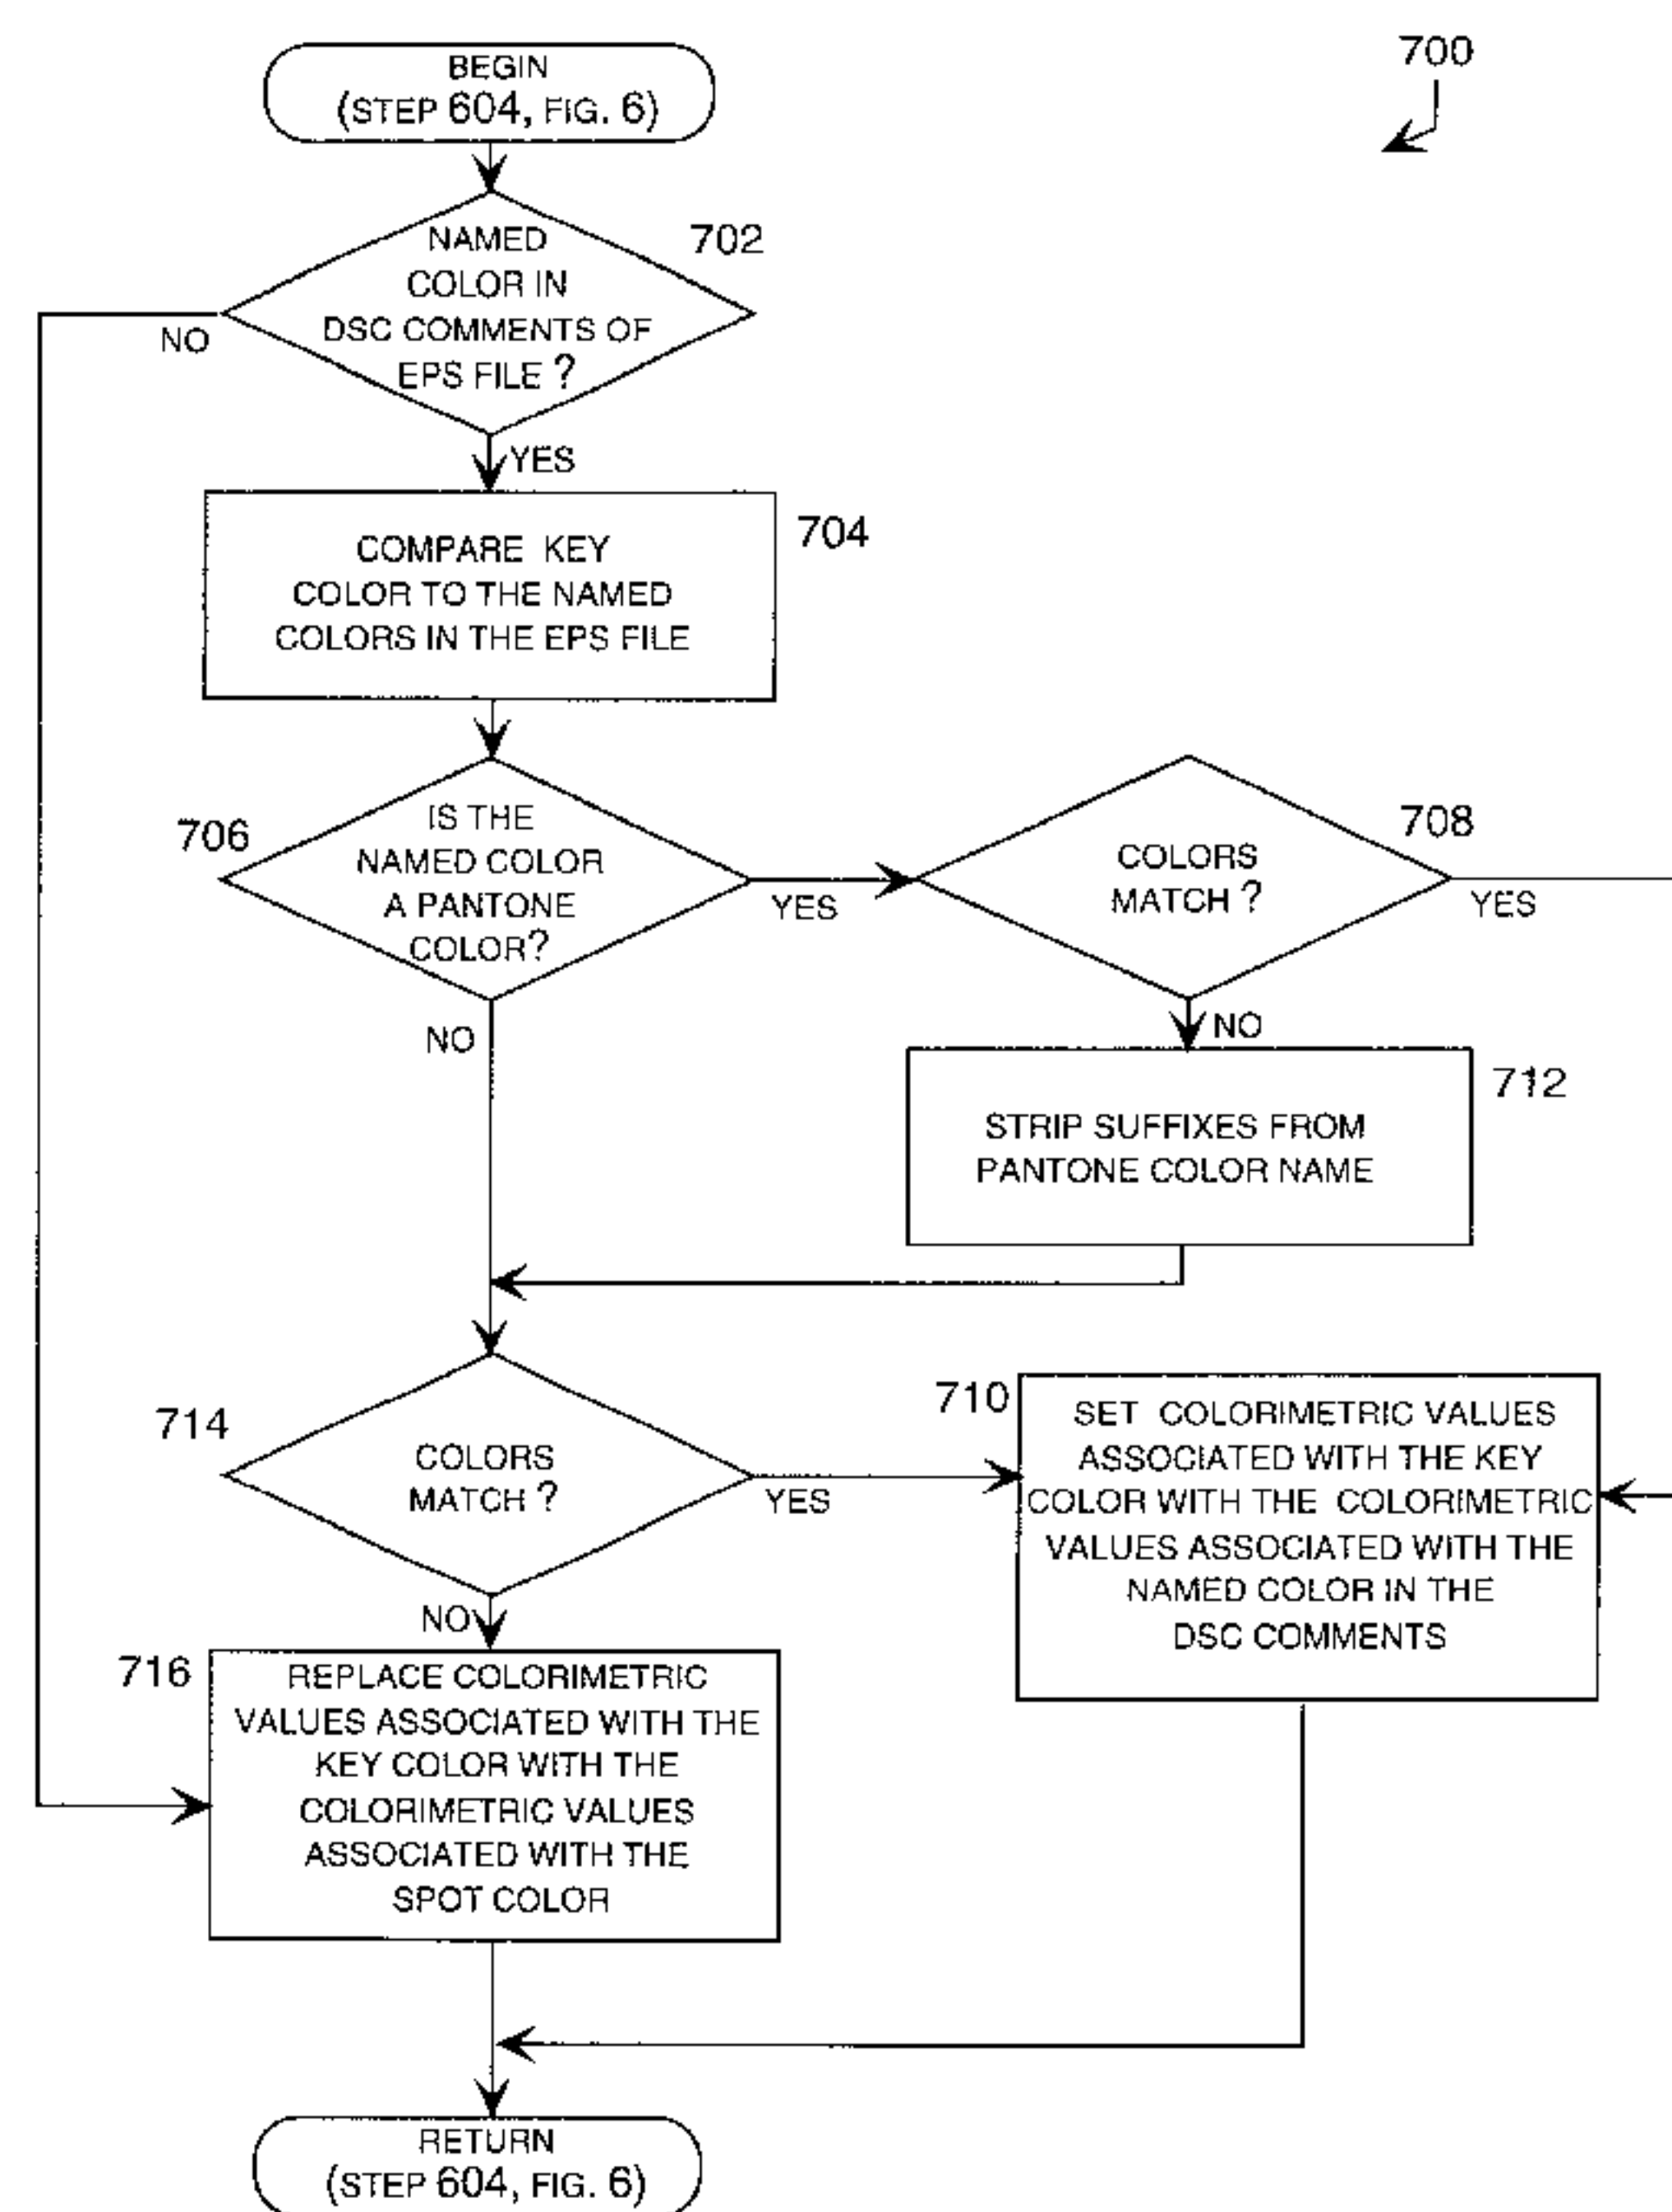 BEGIN
(STEP 604, FIG. 6)
700
NAMED
COLOR IN
DSC COMMENTS OF
EPS FILE ?
702
NO
YES
COMPARE KEY
COLOR TO THE NAMED
COLORS IN THE EPS FILE
704
706
IS THE
NAMED COLOR
A PANTONE
COLOR?
YES
NO
708
COLORS
MATCH ?
YES
NO
712
STRIP SUFFIXES FROM
PANTONE COLOR NAME
714
COLORS
MATCH ?
YES
NO
710
SET COLORIMETRIC VALUES
ASSOCIATED WITH THE KEY
COLOR WITH THE COLORIMETRIC
VALUES ASSOCIATED WITH THE
NAMED COLOR IN THE
DSC COMMENTS
716
REPLACE COLORIMETRIC
VALUES ASSOCIATED WITH THE
KEY COLOR WITH THE
COLORIMETRIC VALUES
ASSOCIATED WITH THE
SPOT COLOR
RETURN
(STEP 604, FIG. 6)